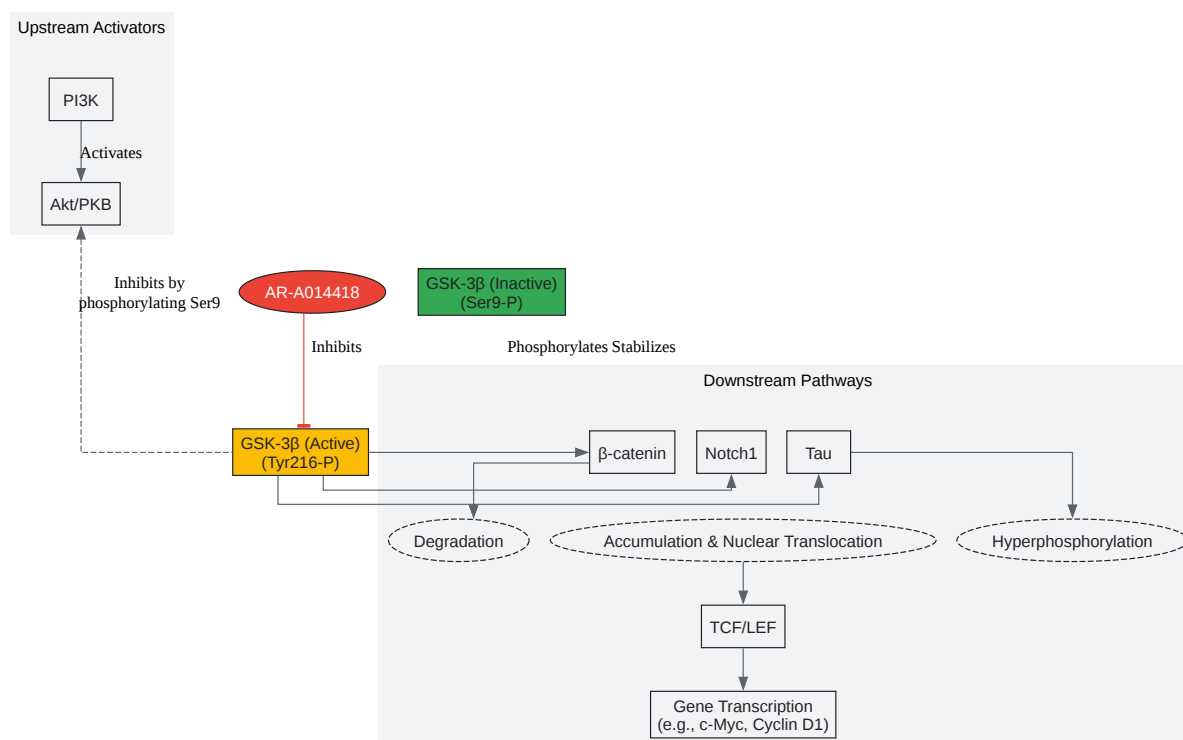 Upstream Activators
PI3K
Activates
Akt/PKB
Inhibits by
phosphorylating Ser9
AR-A014418
GSK-3β (Inactive)
(Ser9-P)
Inhibits
Phosphorylates Stabilizes
Downstream Pathways
GSK-3β (Active)
(Tyr216-P)
β-catenin
Notch1
Tau
Degradation
Accumulation & Nuclear Translocation
Hyperphosphorylation
TCF/LEF
Gene Transcription
(e.g., c-Myc, Cyclin D1)